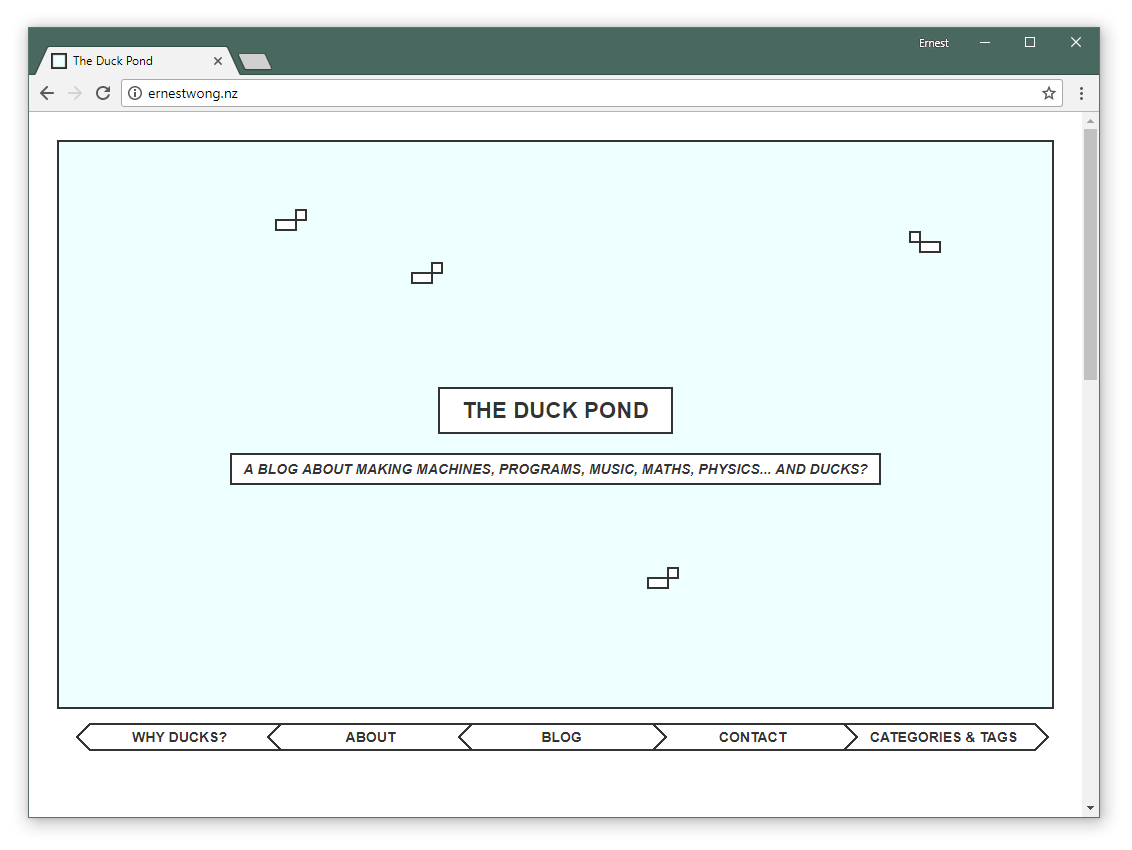 Ernest
The Duck Pond
ernestwong.nz
THE DUCK POND
A BLOG ABOUT MAKING MACHINES, PROGRAMS, MUSIC, MATHS, PHYSICS... AND DUCKS?
WHY DUCKS? ABOUT BLOG CONTACT CATEGORIES & TAGS